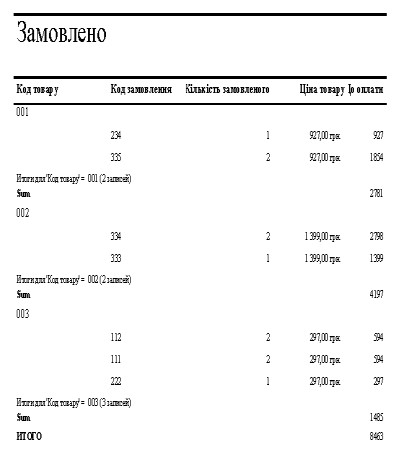 Замовлено
Код товару Код замовлення Кількість замовленого Ціна товару До оплати
001
234 1 927,00 грн. 927
335 2 927,00 грн. 1854
Итоги для 'Код товару' = 001 (2 записей)
Sum 2781
002
334 2 1 399,00 грн. 2798
333 1 1 399,00 грн. 1399
Итоги для 'Код товару' = 002 (2 записей)
Sum 4197
003
112 2 297,00 грн. 594
111 2 297,00 грн. 594
222 1 297,00 грн. 297
Итоги для 'Код товару' = 003 (3 записей)
Sum 1485
ИТОГО 8463